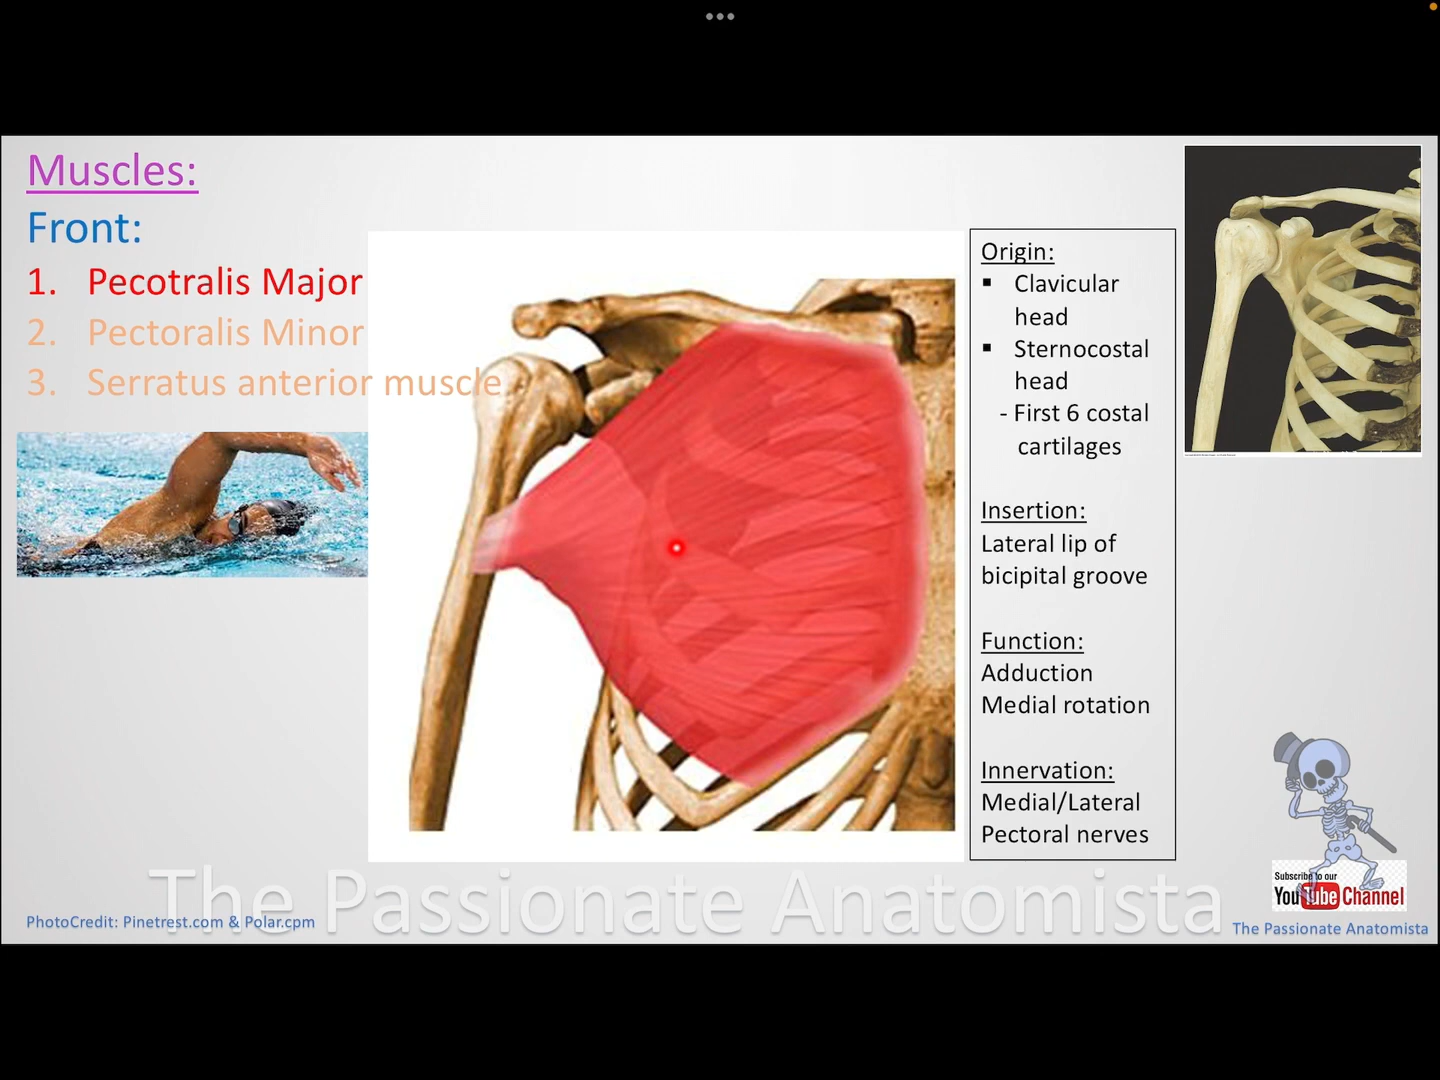 Muscles:
Front:
1. Pecotralis Major
2. Pectoralis Minor
3. Serratus anterior muscle
Origin:
▪ Clavicular
head
▪ Sternocostal
head
- First 6 costal
cartilages
Insertion:
Lateral lip of
bicipital groove
Function:
Adduction
Medial rotation
Innervation:
Medial/Lateral
Pectoral nerves
The Passionate Anatomista
PhotoCredit: Pinetrest.com & Polar.cpm
Subscribe to our
YouTube Channel
The Passionate Anatomista